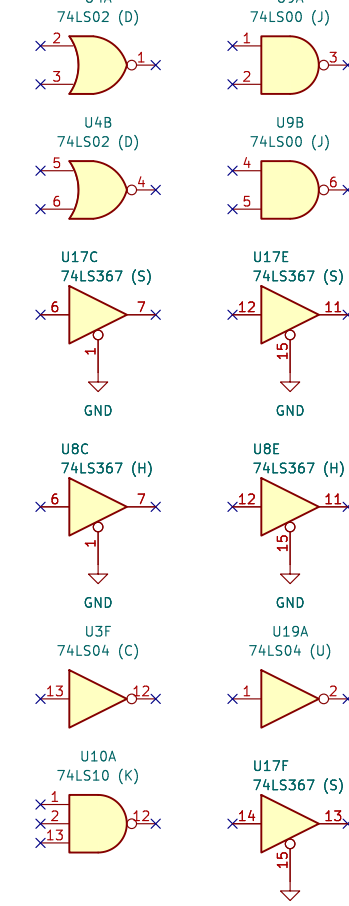 74LS02 (D)
74LS00 (J)
2
3
1
1
2
3
U4B
74LS02 (D)
U9B
74LS00 (J)
5
6
4
4
5
6
U17C
74LS367 (S)
U17E
74LS367 (S)
6
7
1
12
11
15
GND
GND
U8C
74LS367 (H)
U8E
74LS367 (H)
6
7
1
12
11
15
GND
GND
U3F
74LS04 (C)
U19A
74LS04 (U)
13
12
1
2
U10A
74LS10 (K)
U17F
74LS367 (S)
1
2
13
12
14
13
15